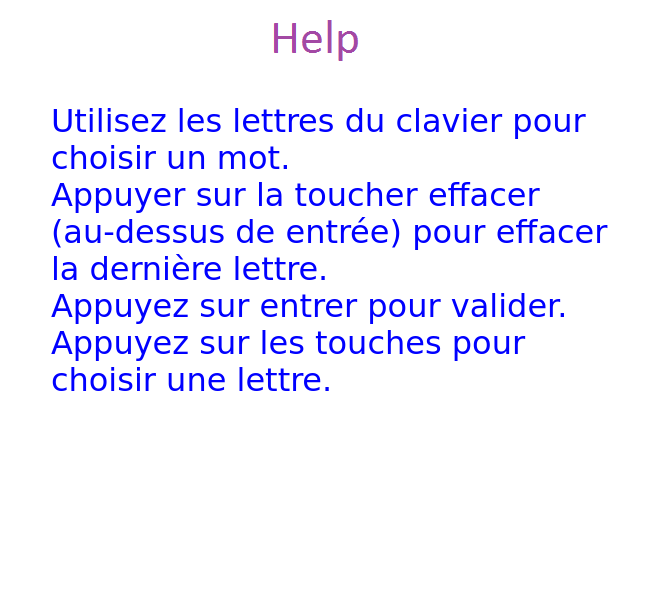 Help
Utilisez les lettres du clavier pour
choisir un mot.
Appuyer sur la toucher effacer
(au-dessus de entrée) pour effacer
la dernière lettre.
Appuyez sur entrer pour valider.
Appuyez sur les touches pour
choisir une lettre.